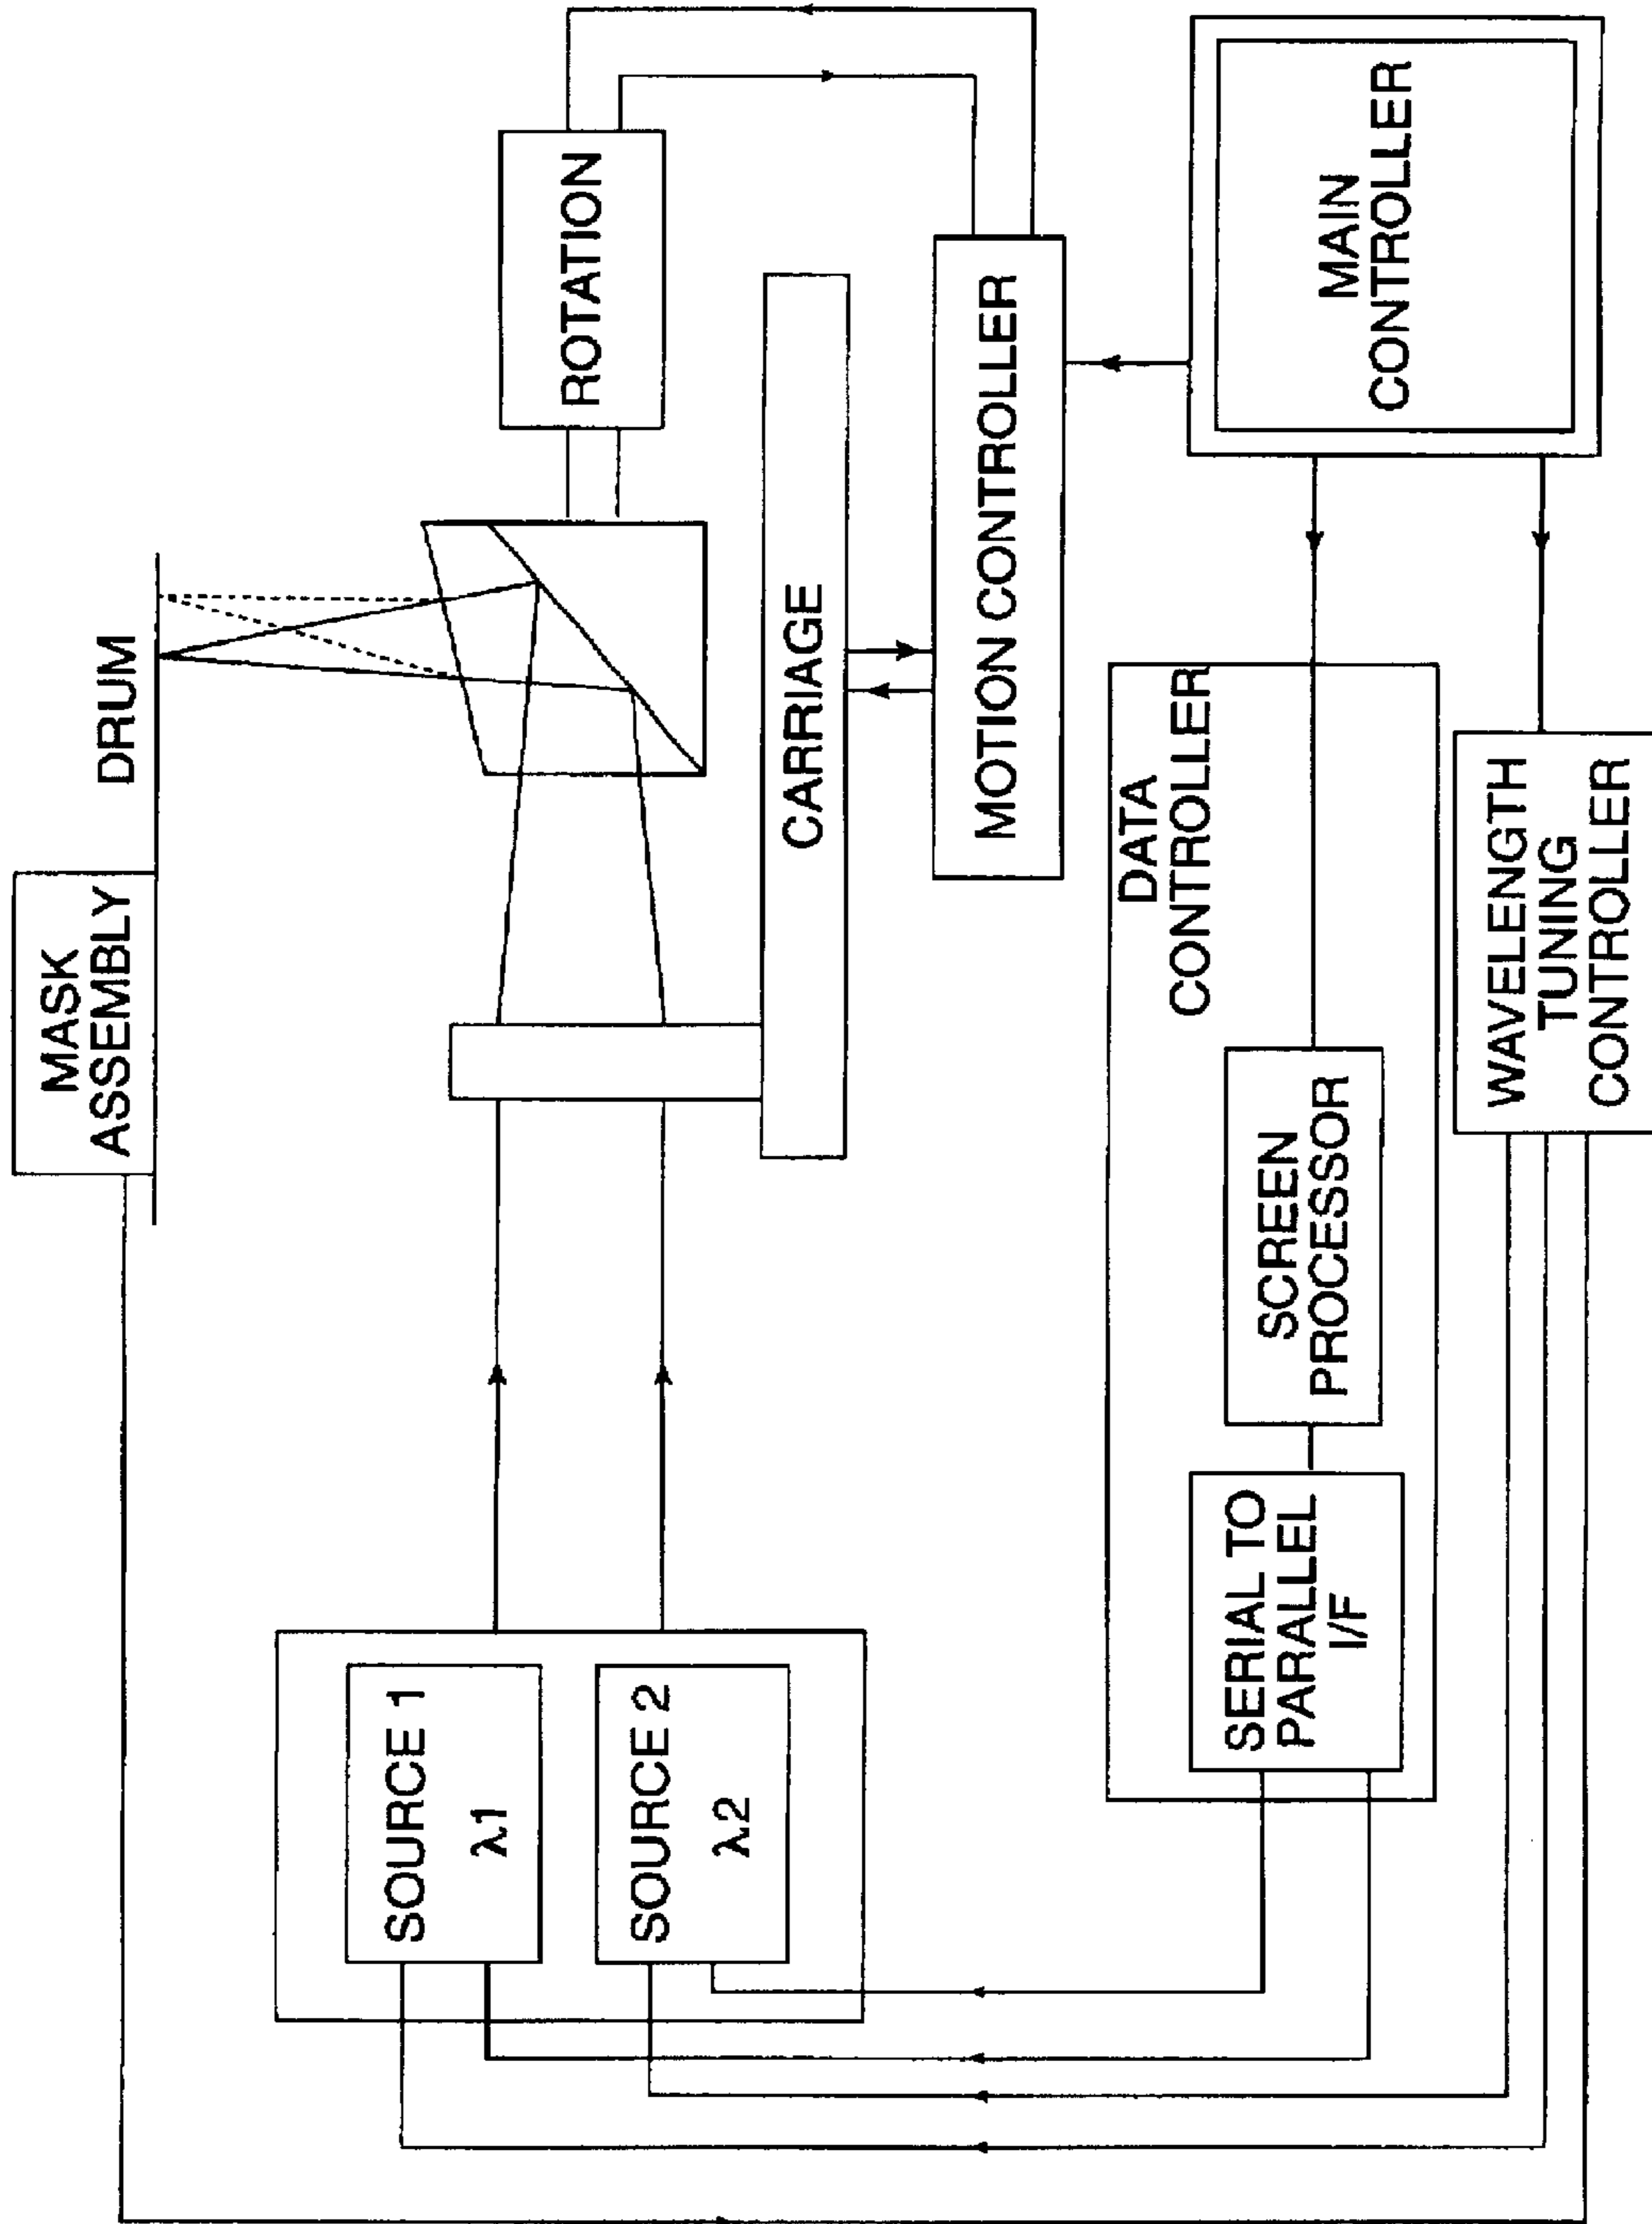 MASK
ASSEMBLY
DRUM
ROTATION
SOURCE 1
λ1
SOURCE 2
λ2
CARRIAGE
MOTION CONTROLLER
DATA
CONTROLLER
SERIAL TO
PARALLEL
I/F
SCREEN
PROCESSOR
MAIN
CONTROLLER
WAVELENGTH
TUNING
CONTROLLER